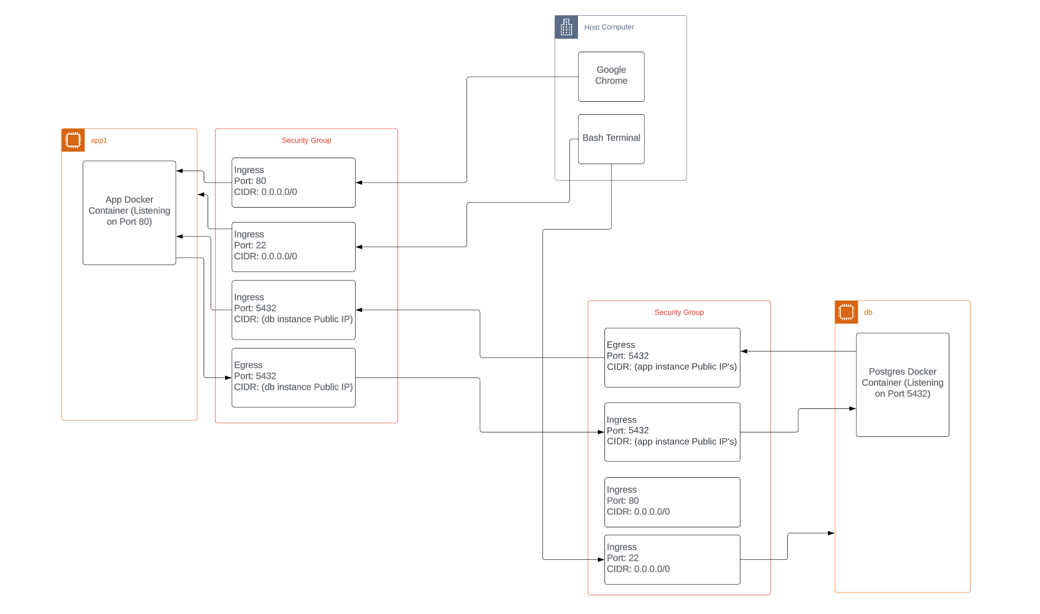 Host Computer
Google
Chrome
Bash Terminal
app1
App Docker
Container (Listening
on Port 80)
Security Group
Ingress
Port: 80
CIDR: 0.0.0.0/0
Ingress
Port: 22
CIDR: 0.0.0.0/0
Ingress
Port: 5432
CIDR: (db instance Public IP)
Egress
Port: 5432
CIDR: (db instance Public IP)
Security Group
Egress
Port: 5432
CIDR: (app instance Public IP's)
Ingress
Port: 5432
CIDR: (app instance Public IP's)
Ingress
Port: 80
CIDR: 0.0.0.0/0
Ingress
Port: 22
CIDR: 0.0.0.0/0
db
Postgres Docker
Container (Listening
on Port 5432)